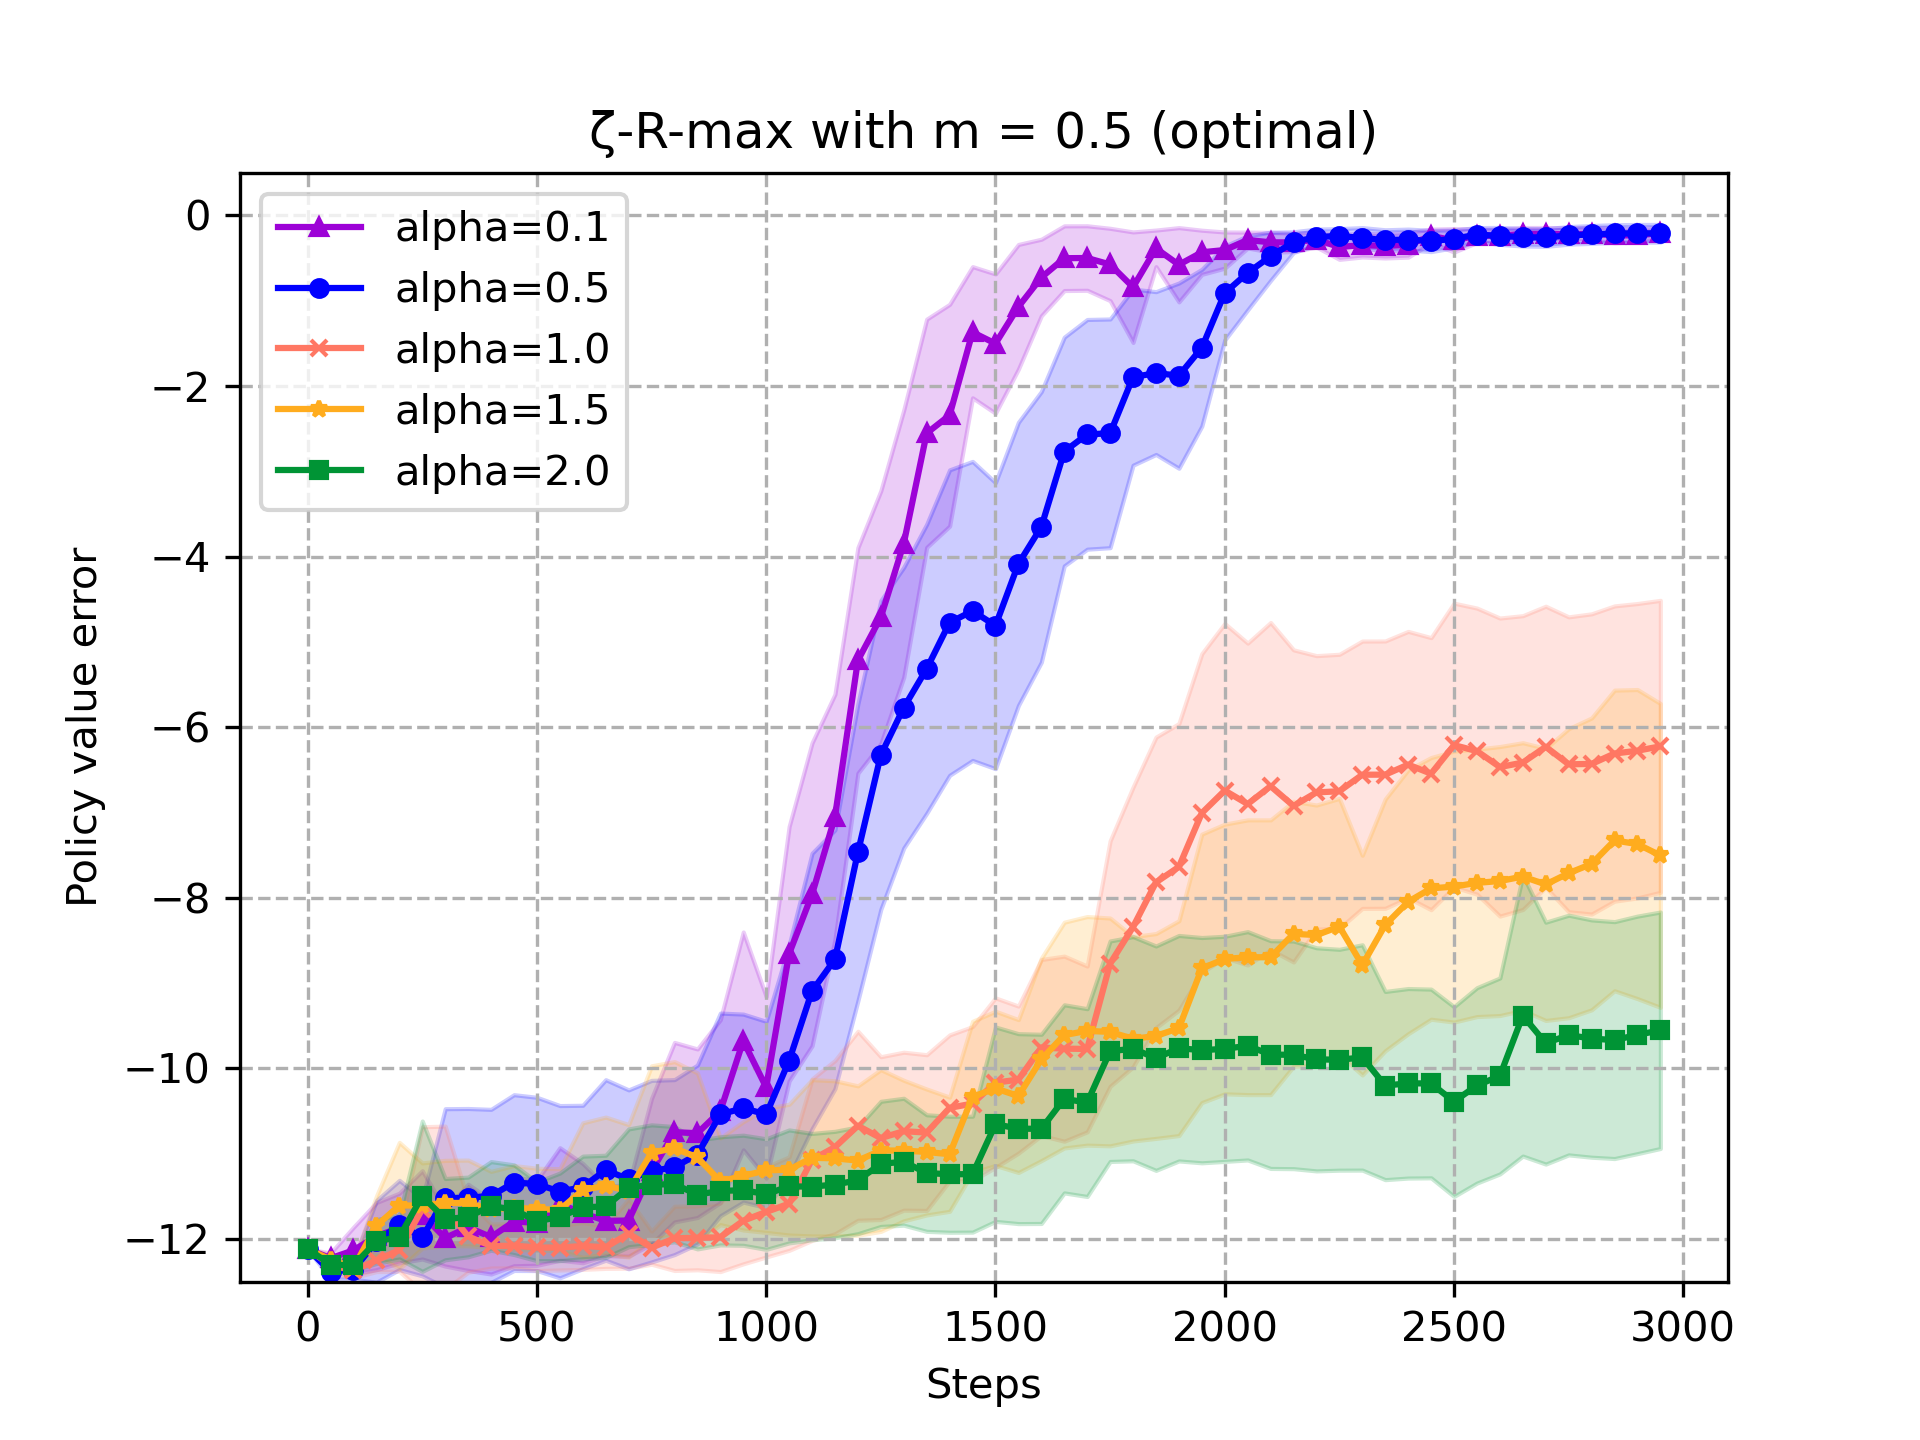 ζ-R-max with m = 0.5 (optimal)
alpha=0.1
alpha=0.5
alpha=1.0
alpha=1.5
alpha=2.0
Policy value error
0
−2
−4
−6
−8
−10
−12
0 500 1000 1500 2000 2500 3000
Steps